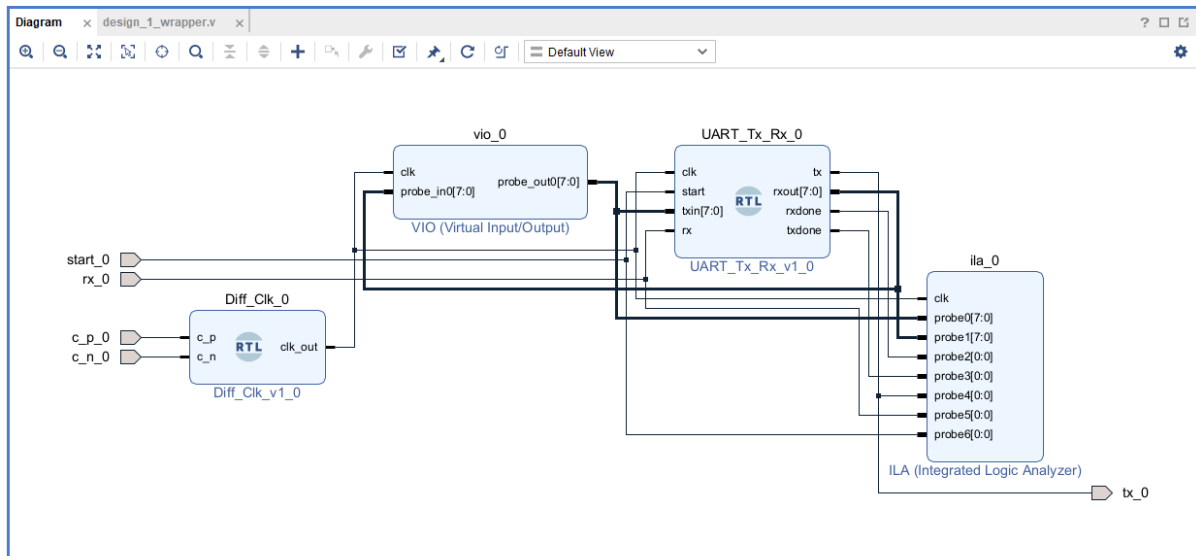 Diagram × design_1_wrapper.v ×
?
Default View
vio_0
clk
probe_in0[7:0]
probe_out0[7:0]
VIO (Virtual Input/Output)
UART_Tx_Rx_0
clk
start
txin[7:0]
rx
RTL
tx
rxout[7:0]
rxdone
txdone
UART_Tx_Rx_v1_0
start_0
rx_0
Diff_Clk_0
c_p_0
c_n_0
c_p
c_n
RTL
clk_out
Diff_Clk_v1_0
ila_0
clk
probe0[7:0]
probe1[7:0]
probe2[0:0]
probe3[0:0]
probe4[0:0]
probe5[0:0]
probe6[0:0]
ILA (Integrated Logic Analyzer)
tx_0